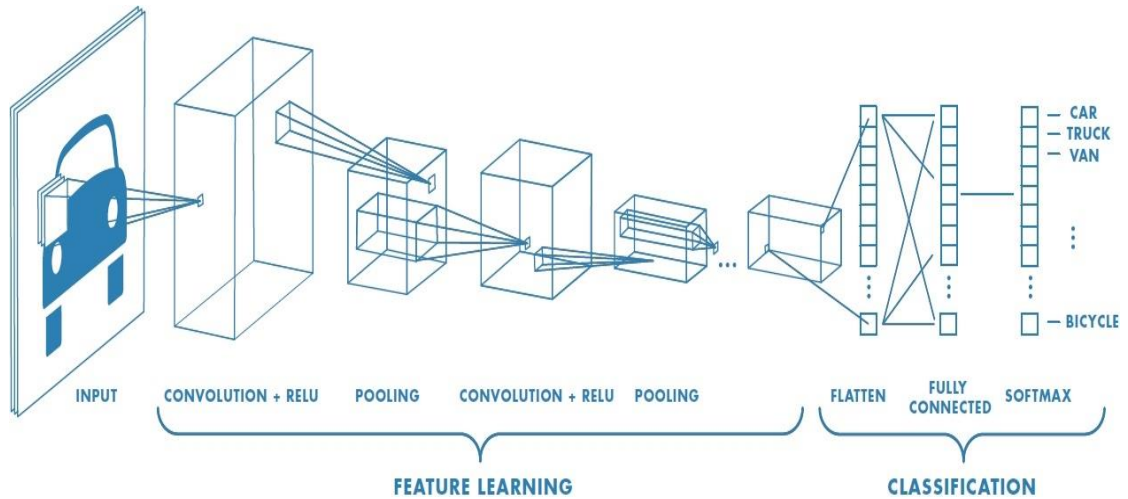 CAR
TRUCK
VAN
BICYCLE
INPUT
CONVOLUTION + RELU
POOLING
CONVOLUTION + RELU
POOLING
FLATTEN
FULLY
CONNECTED
SOFTMAX
FEATURE LEARNING
CLASSIFICATION